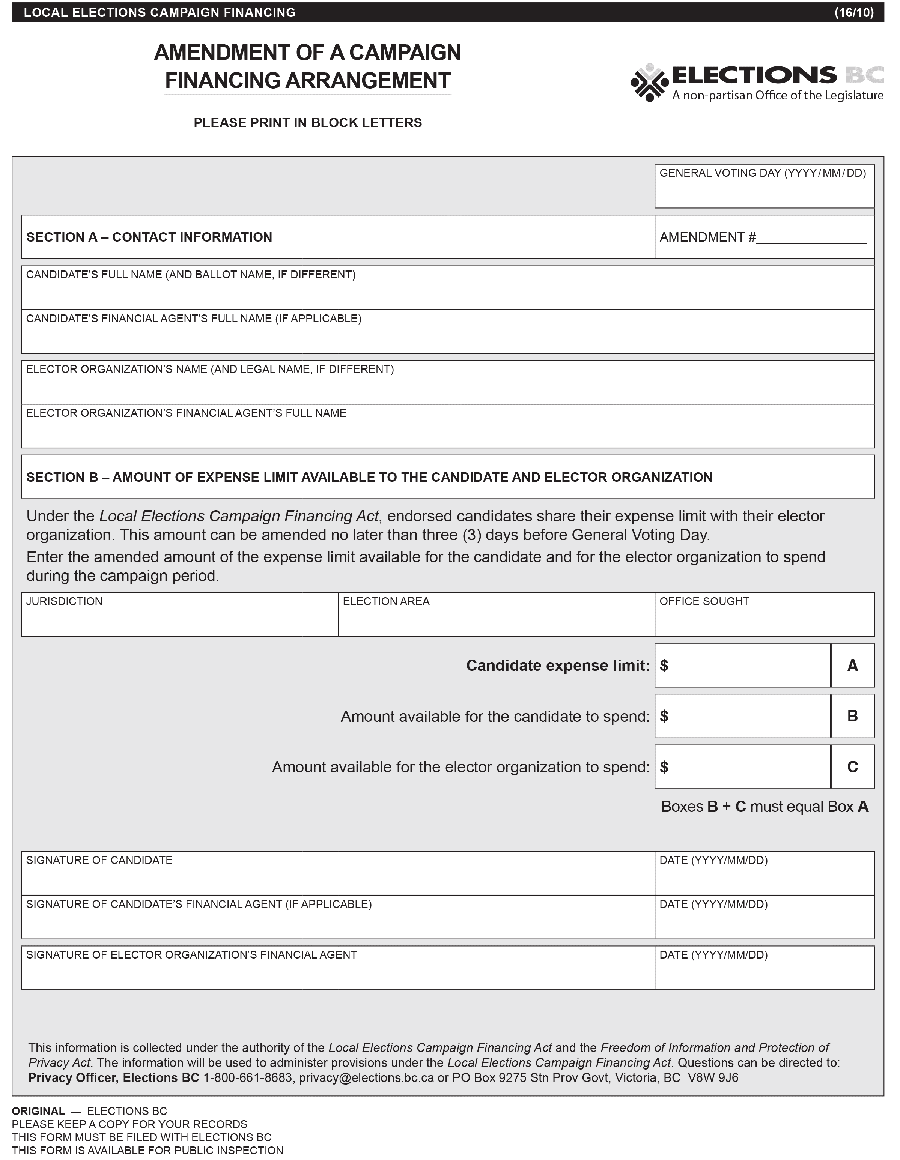 LOCAL ELECTIONS CAMPAIGN FINANCING (16/10)
AMENDMENT OF A CAMPAIGN
FINANCING ARRANGEMENT
ELECTIONS BC
A non-partisan Office of the Legislature
PLEASE PRINT IN BLOCK LETTERS
GENERAL VOTING DAY (YYYY/MM/DD)
SECTION A – CONTACT INFORMATION
AMENDMENT #_______________
CANDIDATE'S FULL NAME (AND BALLOT NAME, IF DIFFERENT)
CANDIDATE'S FINANCIAL AGENT'S FULL NAME (IF APPLICABLE)
ELECTOR ORGANIZATION'S NAME (AND LEGAL NAME, IF DIFFERENT)
ELECTOR ORGANIZATION'S FINANCIAL AGENT'S FULL NAME
SECTION B – AMOUNT OF EXPENSE LIMIT AVAILABLE TO THE CANDIDATE AND ELECTOR ORGANIZATION
Under the Local Elections Campaign Financing Act, endorsed candidates share their expense limit with their elector
organization. This amount can be amended no later than three (3) days before General Voting Day.
Enter the amended amount of the expense limit available for the candidate and for the elector organization to spend
during the campaign period.
JURISDICTION
ELECTION AREA
OFFICE SOUGHT
Candidate expense limit: $ A
Amount available for the candidate to spend: $ B
Amount available for the elector organization to spend: $ C
Boxes B + C must equal Box A
SIGNATURE OF CANDIDATE
DATE (YYYY/MM/DD)
SIGNATURE OF CANDIDATE'S FINANCIAL AGENT (IF APPLICABLE)
DATE (YYYY/MM/DD)
SIGNATURE OF ELECTOR ORGANIZATION'S FINANCIAL AGENT
DATE (YYYY/MM/DD)
This information is collected under the authority of the Local Elections Campaign Financing Act and the Freedom of Information and Protection of
Privacy Act. The information will be used to administer provisions under the Local Elections Campaign Financing Act. Questions can be directed to:
Privacy Officer, Elections BC 1-800-661-8683, privacy@elections.bc.ca or PO Box 9275 Stn Prov Govt, Victoria, BC V8W 9J6
ORIGINAL — ELECTIONS BC
PLEASE KEEP A COPY FOR YOUR RECORDS
THIS FORM MUST BE FILED WITH ELECTIONS BC
THIS FORM IS AVAILABLE FOR PUBLIC INSPECTION